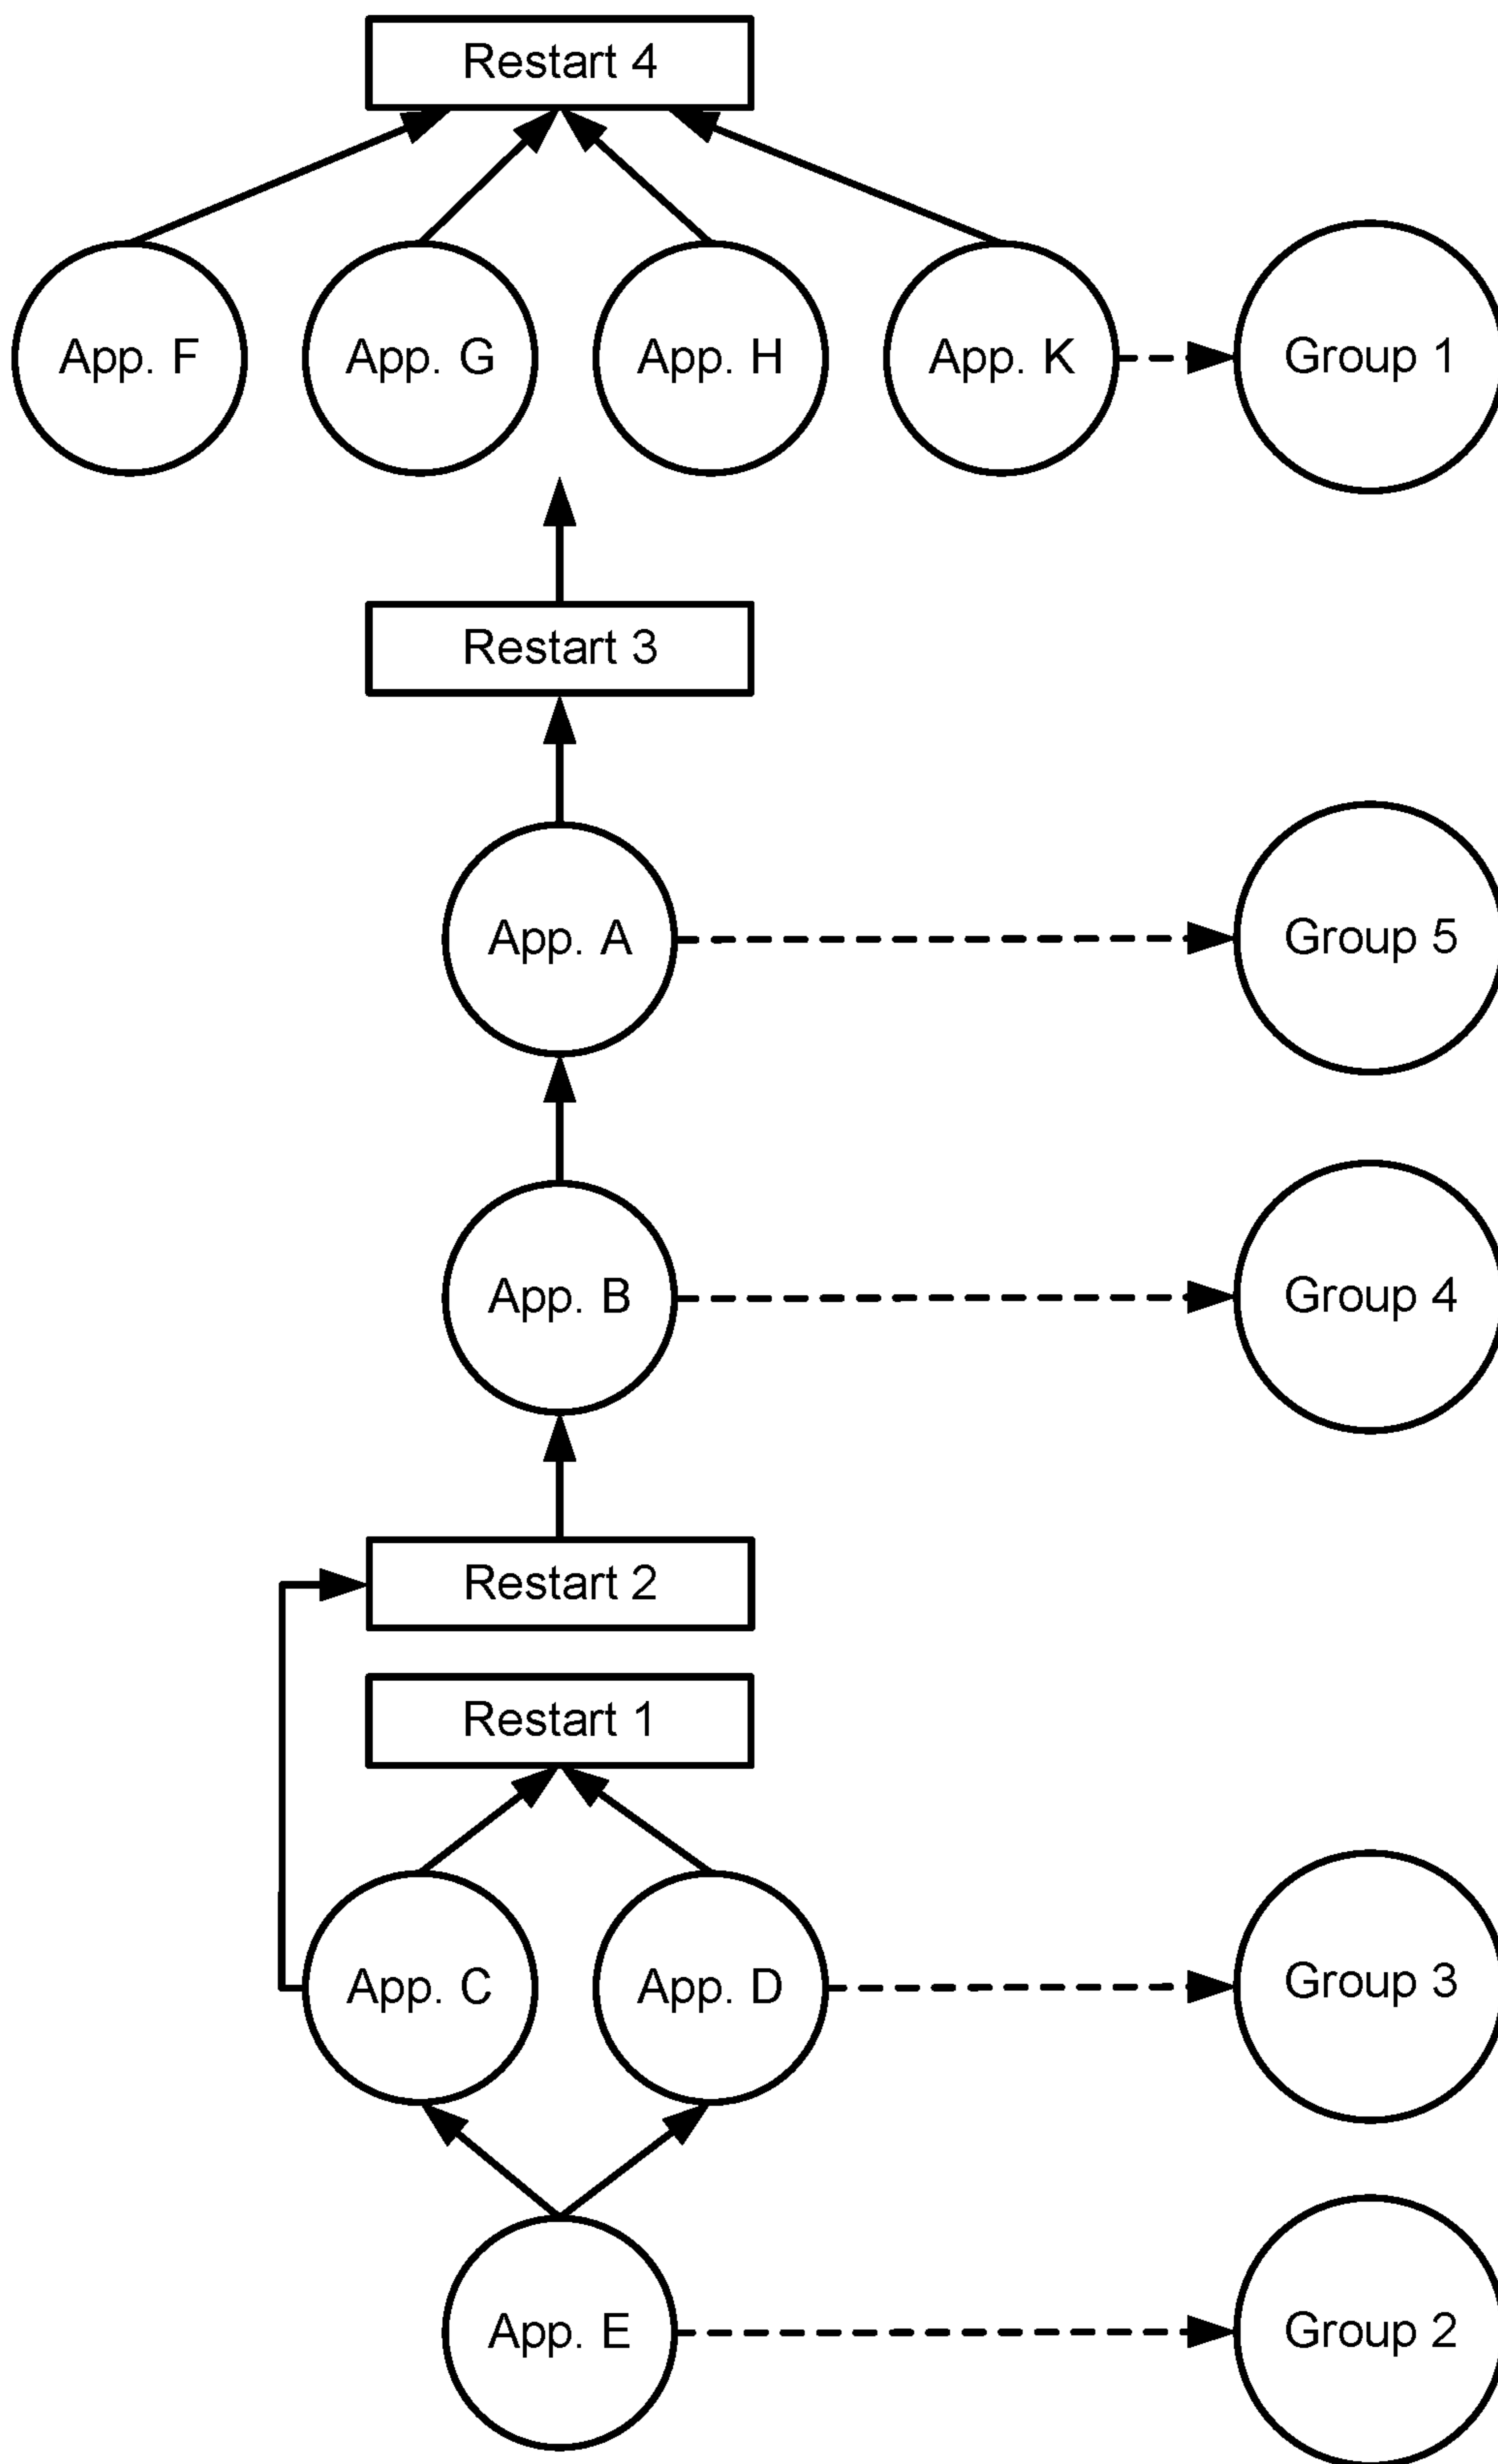 Restart 4
App. F
App. G
App. H
App. K
Group 1
Restart 3
App. A
Group 5
App. B
Group 4
Restart 2
Restart 1
App. C
App. D
Group 3
App. E
Group 2